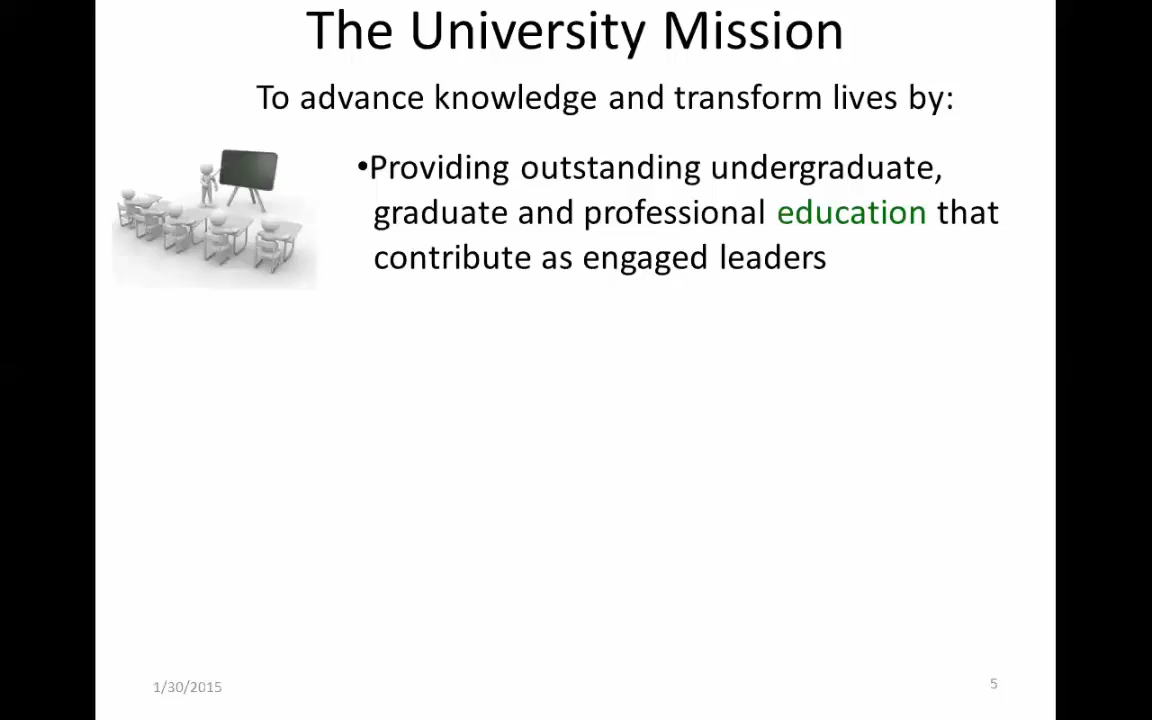 The University Mission
To advance knowledge and transform lives by:
•Providing outstanding undergraduate,
graduate and professional education that
contribute as engaged leaders
1/30/2015
5